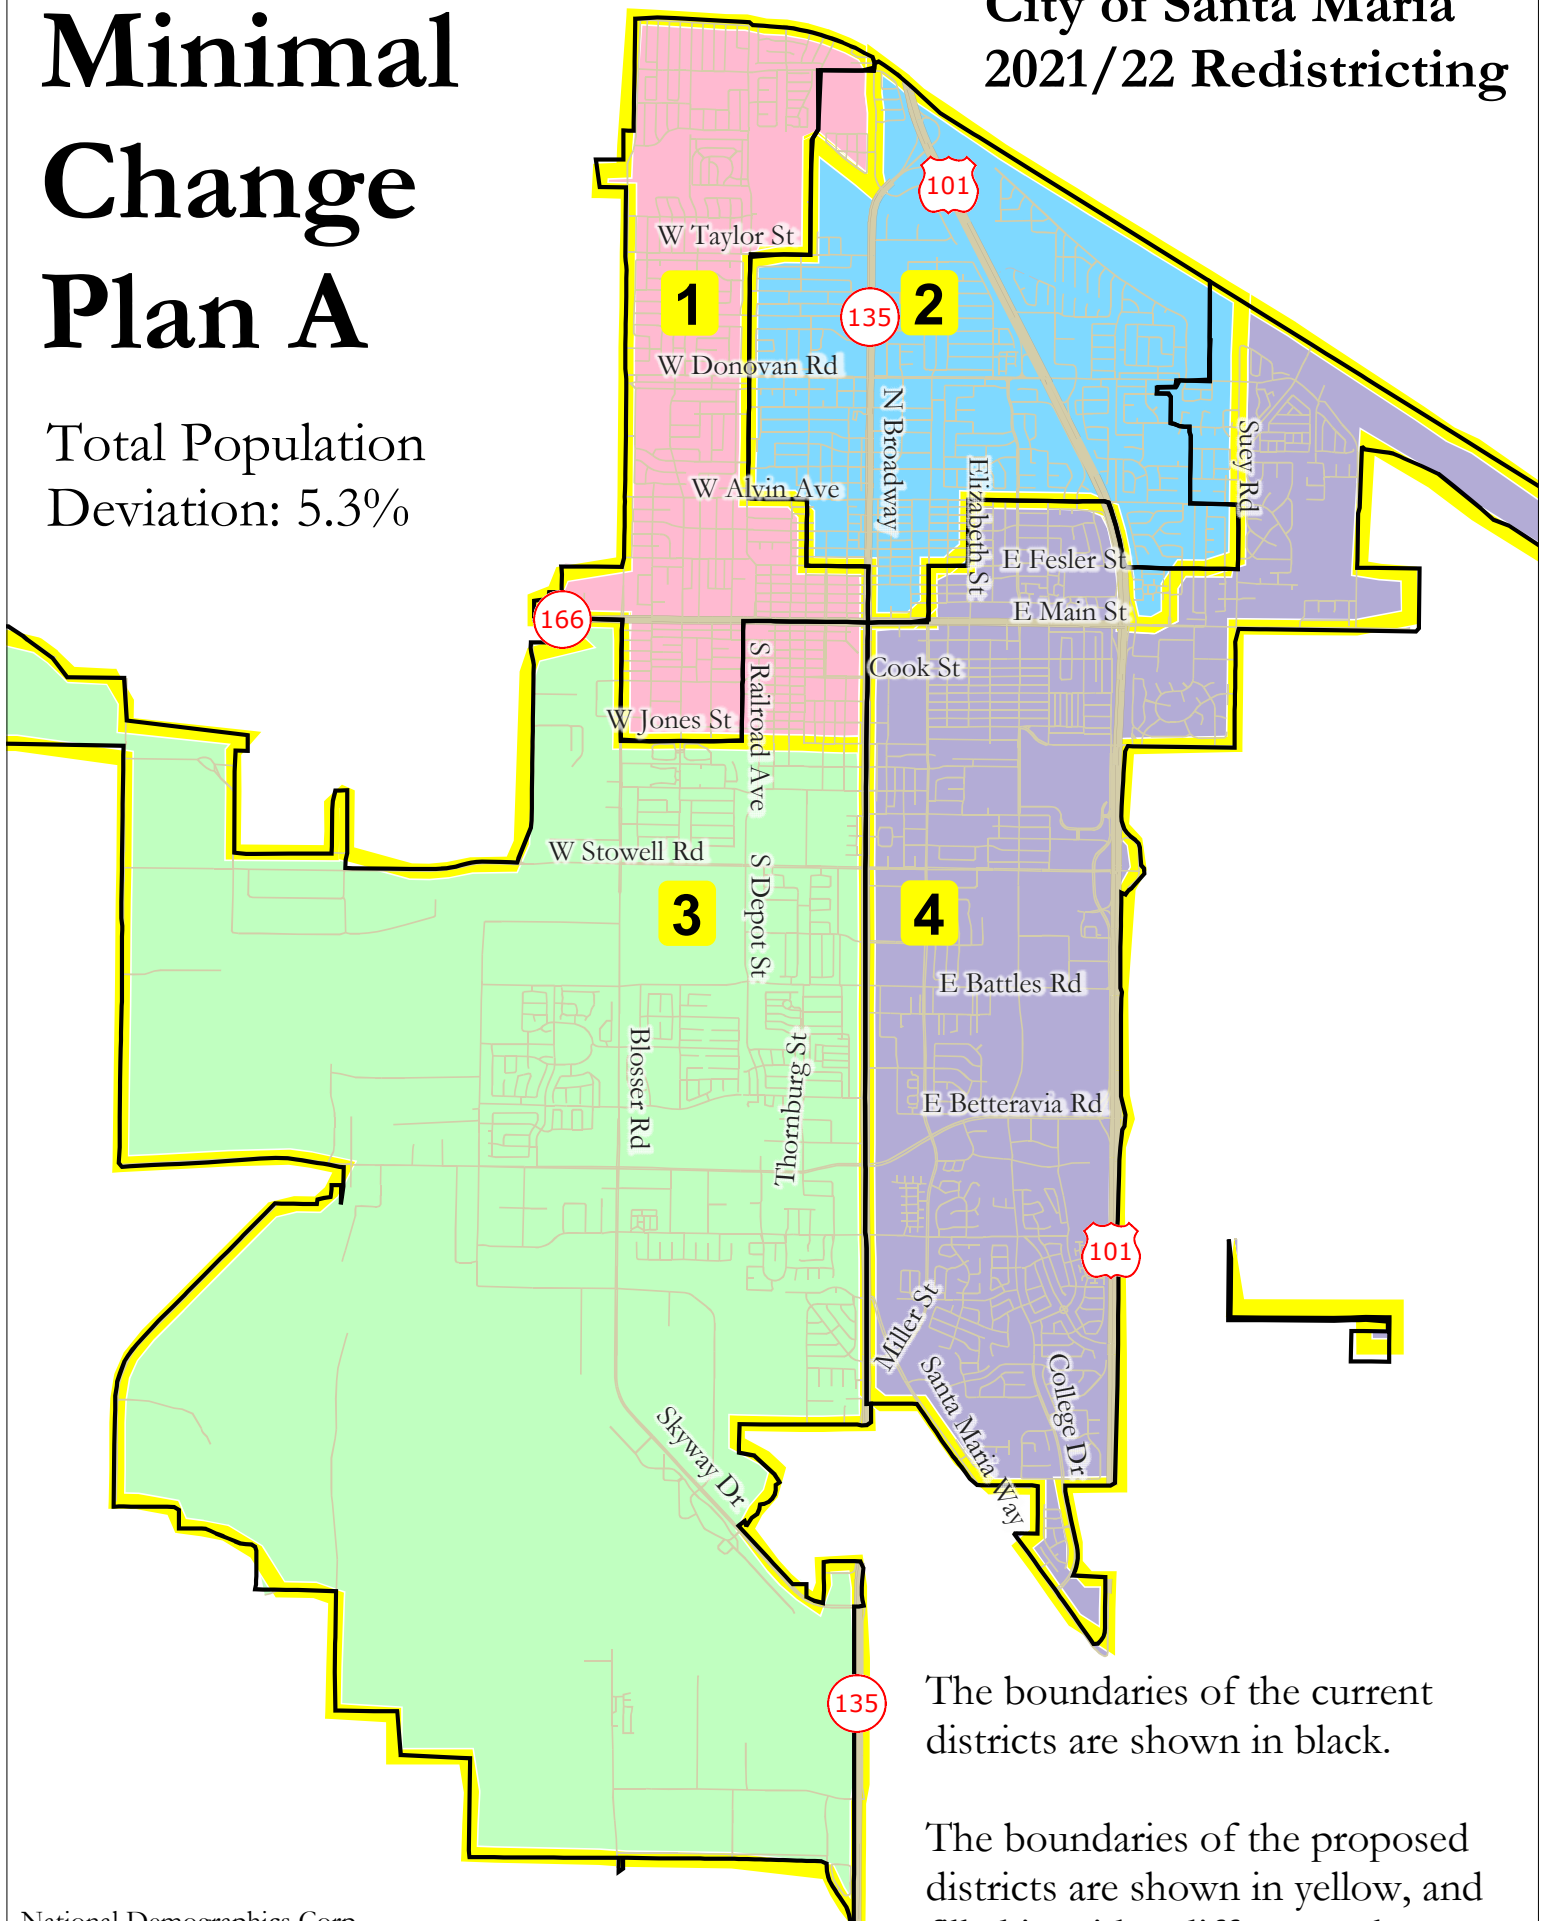 Minimal
Change
Plan A
Total Population
Deviation: 5.3%
City of Santa Maria
2021/22 Redistricting
101
W Taylor St
1
135
2
W Donovan Rd
N Broadway
Suey Rd
W Alvin Ave
Elizabeth St
E Fesler St
E Main St
166
S Railroad Ave
Cook St
W Jones St
W Stowell Rd
S Depot St
3
4
E Battles Rd
Blosser Rd
Thornburg St
E Betteravia Rd
101
Miller St
Santa Maria Way
College Dr
Skyway Dr
135
The boundaries of the current
districts are shown in black.
The boundaries of the proposed
districts are shown in yellow, and
National Demographics Corp